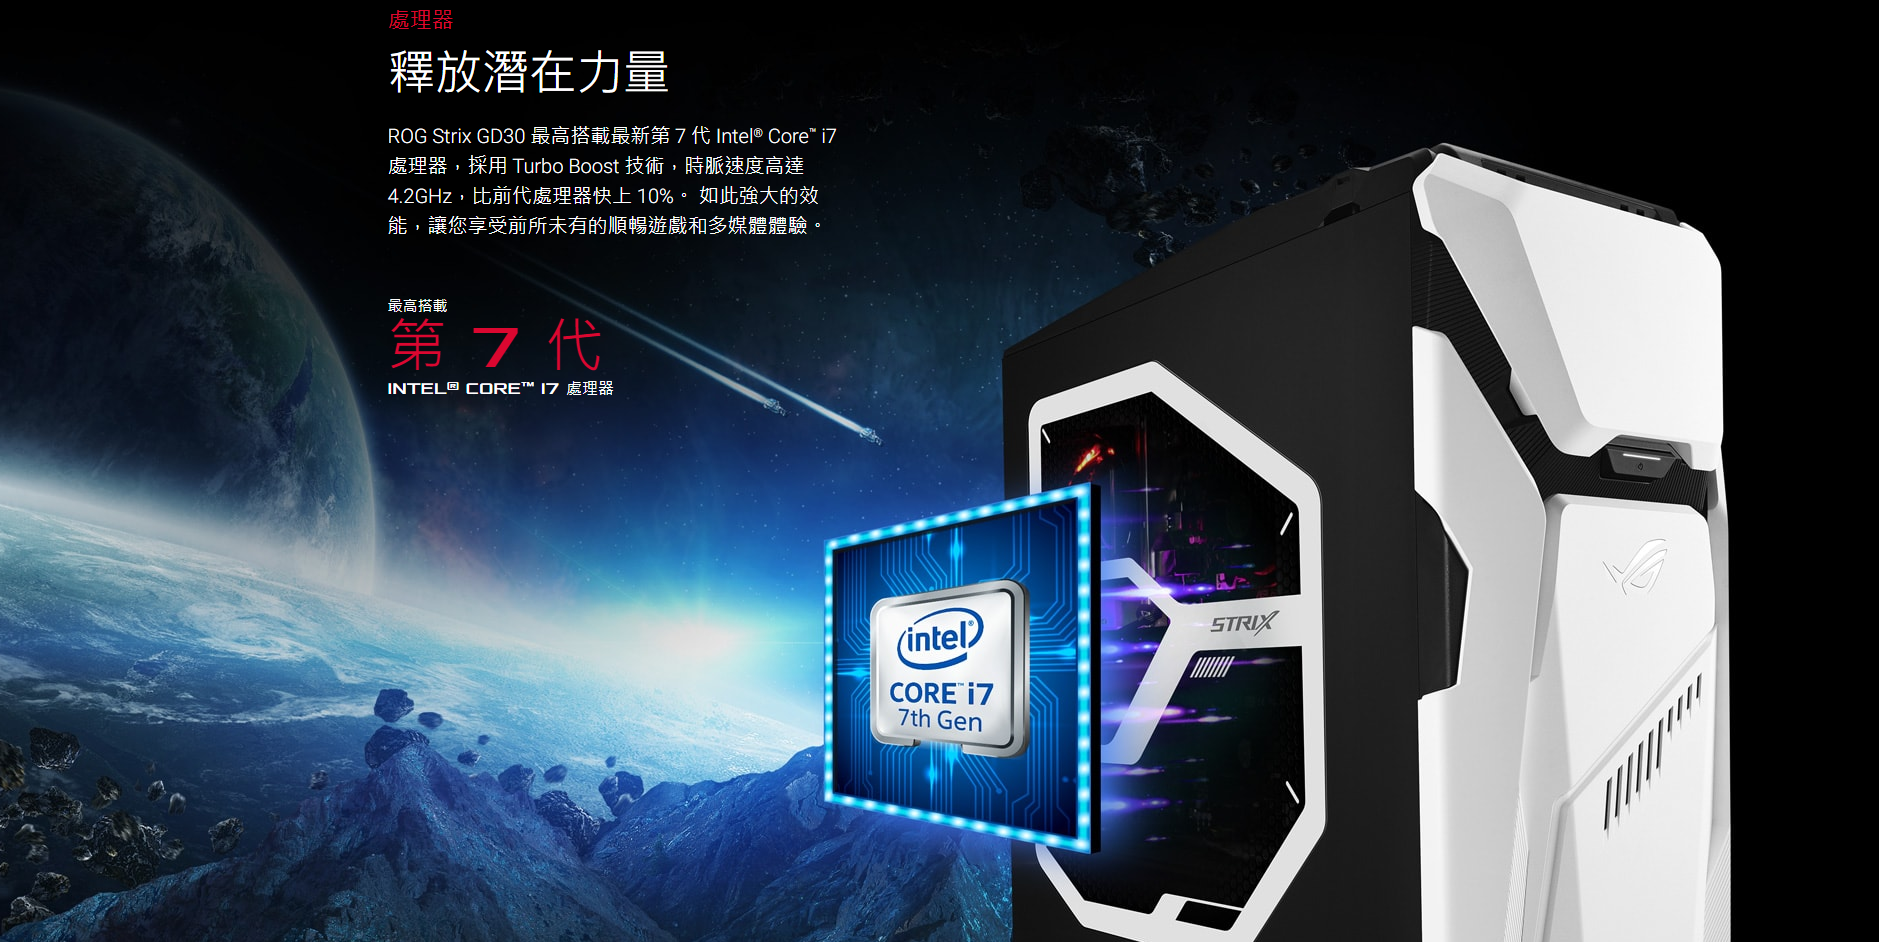 處理器
釋放潛在力量
ROG Strix GD30 最高搭載最新第 7 代 Intel® Core™ i7
處理器，採用 Turbo Boost 技術，時脈速度高達
4.2GHz，比前代處理器快上 10%。 如此強大的效
能，讓您享受前所未有的順暢遊戲和多媒體體驗。
最高搭載
第 7 代
INTEL® CORE™ I7 處理器
intel®
CORE™ i7
7th Gen
STRIX